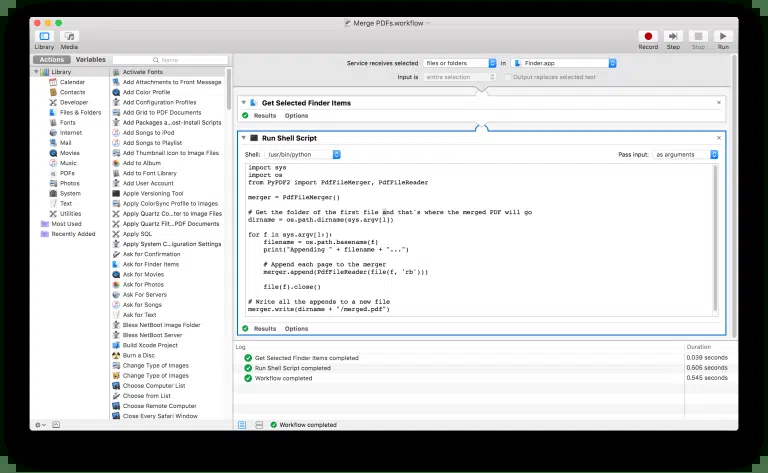 Merge PDFs.workflow
Library
Media
Record
Step
Stop
Run
Actions
Variables
Name
Library
Calendar
Contacts
Developer
Files & Folders
Fonts
Internet
Mail
Movies
Music
PDFs
Photos
System
Text
Utilities
Most Used
Recently Added
Activate Fonts
Add Attachments to Front Message
Add Color Profile
Add Configuration Profiles
Add Grid to PDF Documents
Add Packages a...ost-Install Scripts
Add Songs to iPod
Add Songs to Playlist
Add Thumbnail Icon to Image Files
Add to Album
Add to Font Library
Add User Account
Apple Versioning Tool
Apply ColorSync Profile to Images
Apply Quartz Co...ter to Image Files
Apply Quartz Filt...PDF Documents
Apply SQL
Apply System C...iguration Settings
Ask for Confirmation
Ask for Finder Items
Ask for Movies
Ask for Photos
Ask For Servers
Ask for Songs
Ask for Text
Bless NetBoot Image Folder
Bless NetBoot Server
Build Xcode Project
Burn a Disc
Change Type of Images
Change Type of Images
Choose Computer List
Choose from List
Choose Remote Computer
Close Every Safari Window
Service receives selected files or folders in Finder.app
Input is entire selection Output replaces selected text
Get Selected Finder Items
Results Options
Run Shell Script
Shell: /usr/bin/python Pass input: as arguments
import sys
import os
from PyPDF2 import PdfFileMerger, PdfFileReader
merger = PdfFileMerger()
# Get the folder of the first file and that's where the merged PDF will go
dirname = os.path.dirname(sys.argv[1])
for f in sys.argv[1:]:
filename = os.path.basename(f)
print("Appending " + filename + "...")
# Append each page to the merger
merger.append(PdfFileReader(file(f, 'rb')))
file(f).close()
# Write all the appends to a new file
merger.write(dirname + "/merged.pdf")
Results Options
Log Duration
Get Selected Finder Items completed 0.039 seconds
Run Shell Script completed 0.505 seconds
Workflow completed 0.545 seconds
Workflow completed